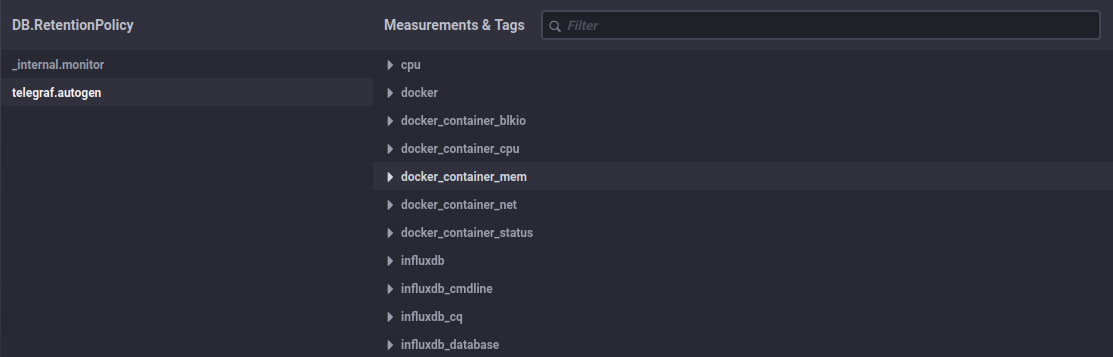 DB.RetentionPolicy
Measurements & Tags
Filter
_internal.monitor
telegraf.autogen
cpu
docker
docker_container_blkio
docker_container_cpu
docker_container_mem
docker_container_net
docker_container_status
influxdb
influxdb_cmdline
influxdb_cq
influxdb_database